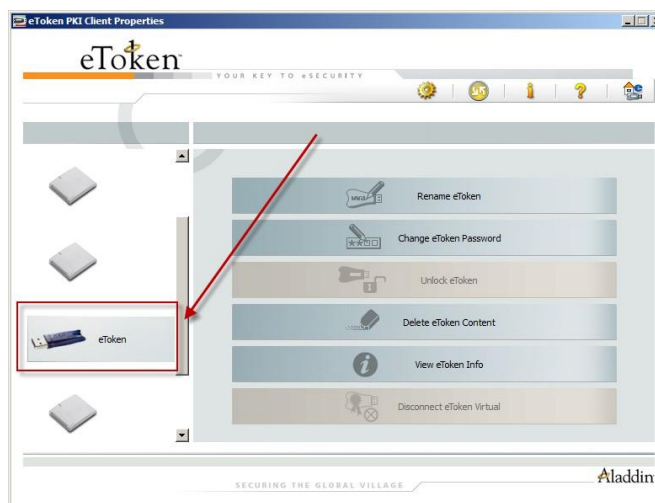 eToken PKI Client Properties
eToken
YOUR KEY TO eSECURITY
Rename eToken
Change eToken Password
Unlock eToken
eToken
Delete eToken Content
View eToken Info
Disconnect eToken Virtual
SECURING THE GLOBAL VILLAGE
Aladdin